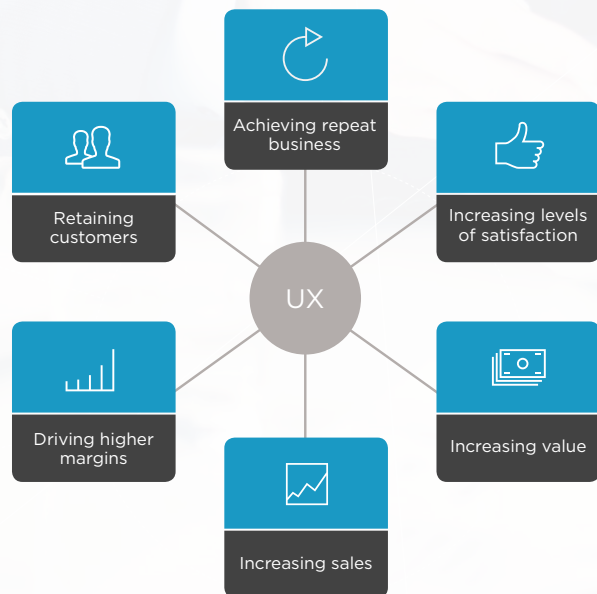 Achieving repeat
business
Retaining
customers
Increasing levels
of satisfaction
UX
Driving higher
margins
Increasing value
Increasing sales